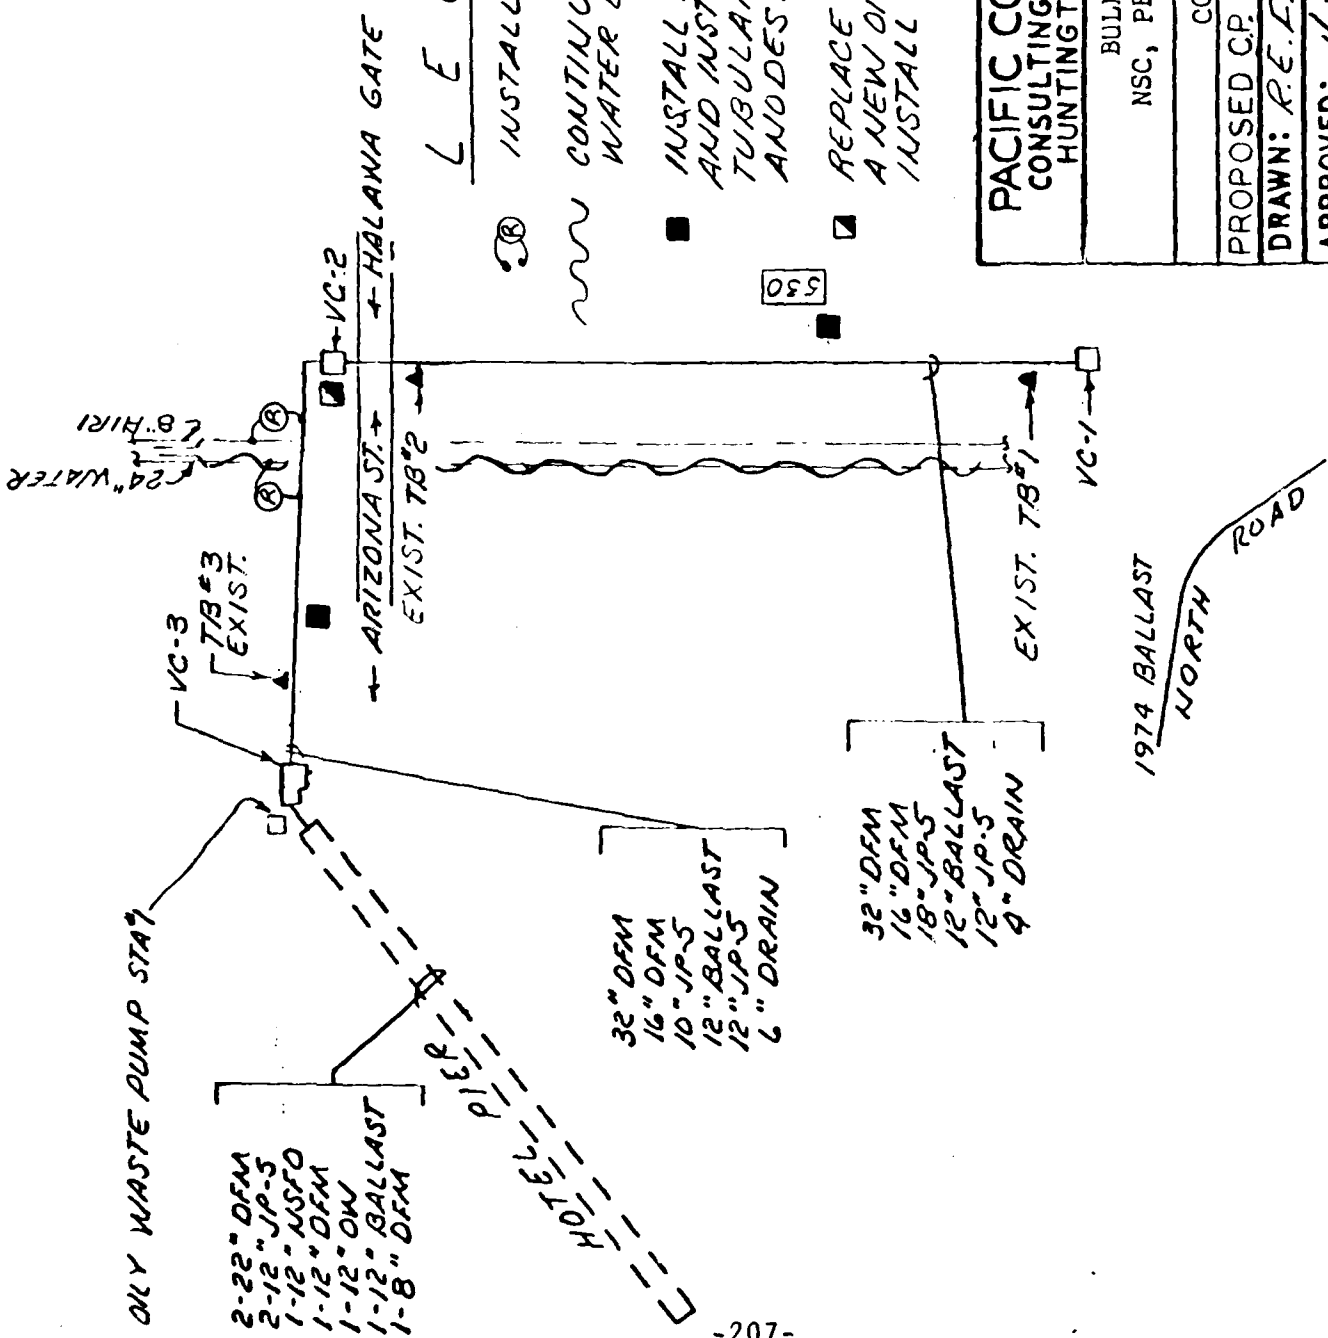 24" WATER
8" HIRI
R
R
VC-2
← HALAWA GATE
← ARIZONA ST. →
EXIST. TB#2
VC-3
TB#3
EXIST.
OILY WASTE PUMP STA#1
2-22" DFM
2-12" JP-5
1-12" NSFO
1-12" DFM
1-12" OW
1-12" BALLAST
1-8" DFM
HOTEL PIER
32" DFM
16" DFM
10" JP-5
12" BALLAST
12" JP-5
6" DRAIN
32" DFM
16" DFM
18" JP-5
12" BALLAST
12" JP-5
4" DRAIN
EXIST. TB#1
VC-1
1974 BALLAST
NORTH ROAD
530
L E
R
INSTALL
CONTINU
WATER
INSTALL
AND INST
TUBULAR
ANODES
REPLACE
A NEW
INSTALL
PACIFIC CO
CONSULTING
HUNTINGT
BULK
NSC, PE
CO
PROPOSED C.P.
DRAWN: R.E.F.
APPROVED:
-207-